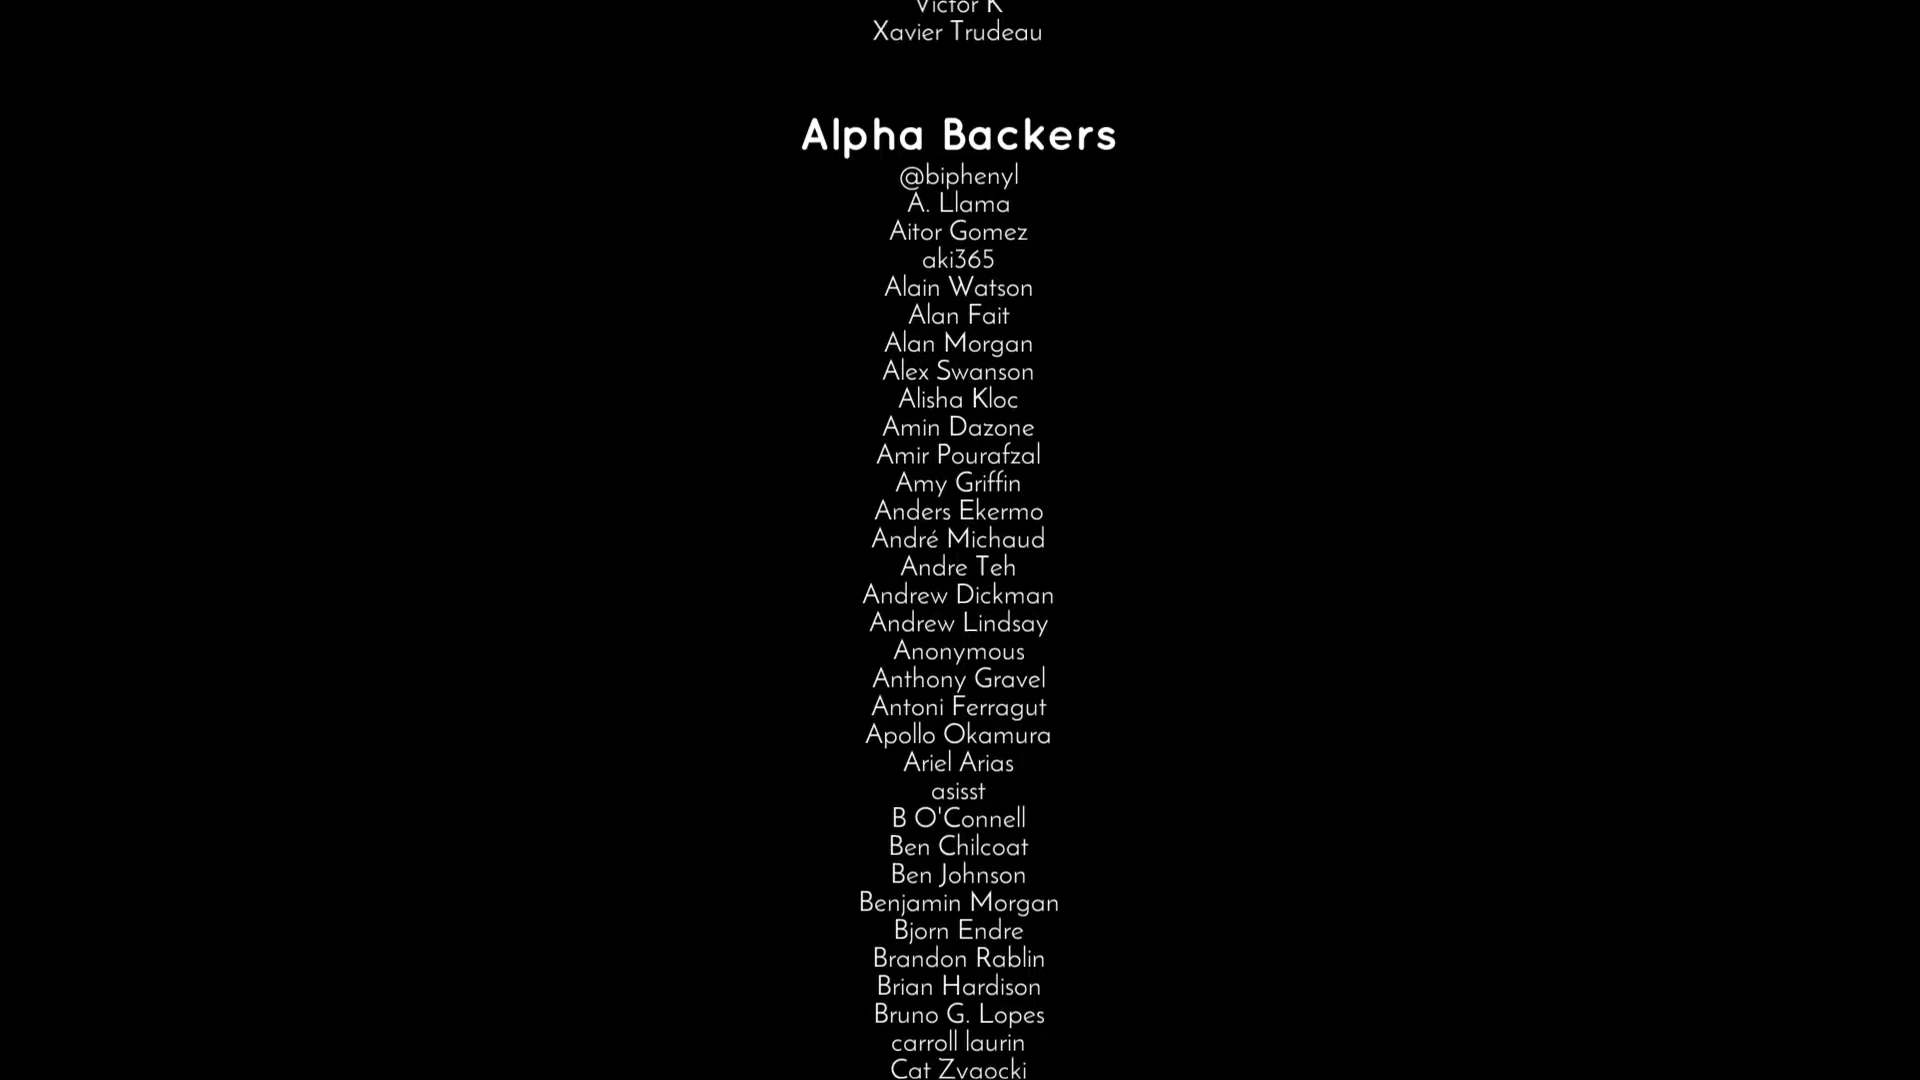 Victor K
Xavier Trudeau
Alpha Backers
@biphenyl
A. Llama
Aitor Gomez
aki365
Alain Watson
Alan Fait
Alan Morgan
Alex Swanson
Alisha Kloc
Amin Dazone
Amir Pourafzal
Amy Griffin
Anders Ekermo
André Michaud
Andre Teh
Andrew Dickman
Andrew Lindsay
Anonymous
Anthony Gravel
Antoni Ferragut
Apollo Okamura
Ariel Arias
asisst
B O'Connell
Ben Chilcoat
Ben Johnson
Benjamin Morgan
Bjorn Endre
Brandon Rablin
Brian Hardison
Bruno G. Lopes
carroll laurin
Cat